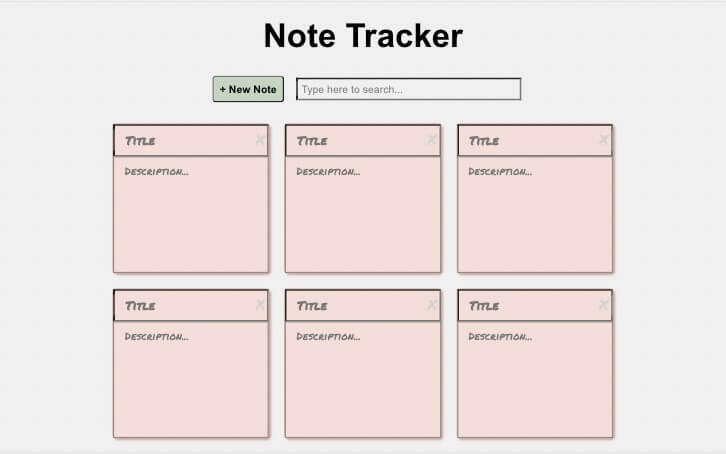 Note Tracker
+ New Note Type here to search...
Title X Title X Title X
Description... Description... Description...
Title X Title X Title X
Description... Description... Description...